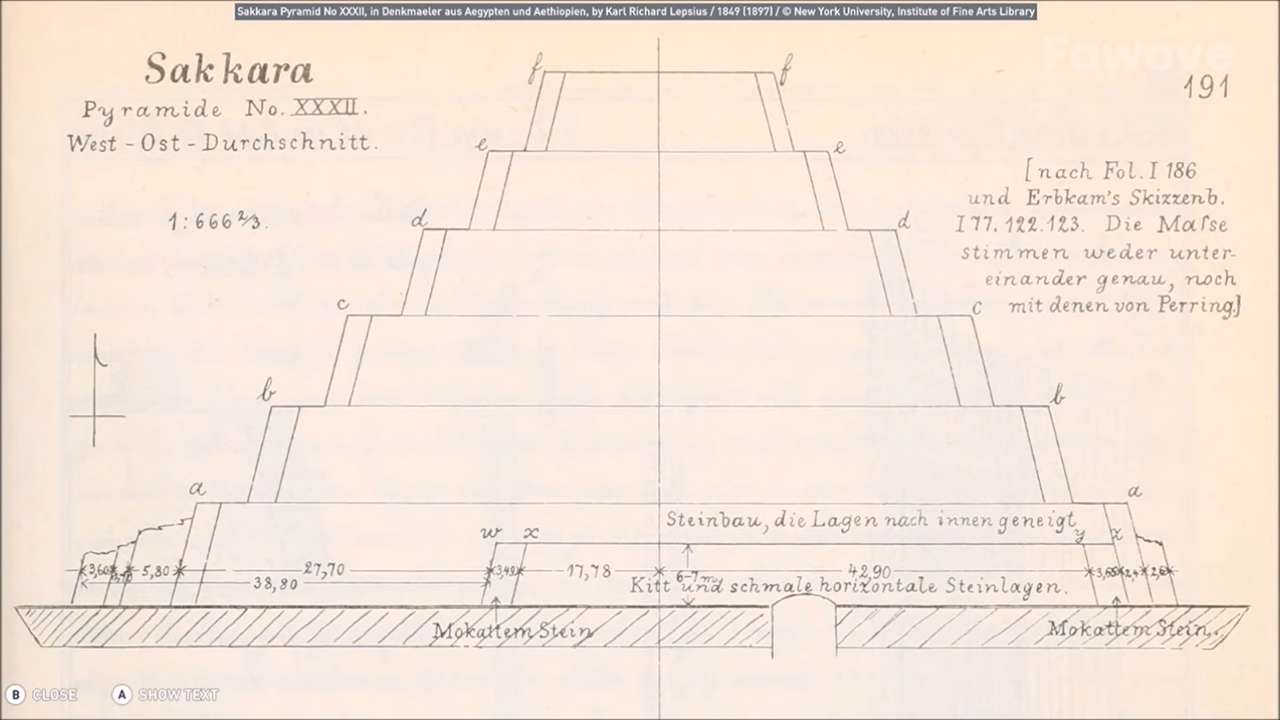 Sakkara Pyramid No XXXII, in Denkmaeler aus Aegypten und Aethiopien, by Karl Richard Lepsius / 1849 (1897) / © New York University, Institute of Fine Arts Library
Fawove
Sakkara
191
Pyramide No. XXXII.
West-Ost-Durchschnitt.
1:666⅔.
[nach Fol. I 186
und Erbkam's Skizzenb.
I 77. 122. 123. Die Maſse
stimmen weder unter-
einander genau, noch
mit denen von Perring.]
f f
e e
d d
c c
b b
a a
Steinbau, die Lagen nach innen geneigt
w x y z
3,60 5,80 27,70 3,42 17,78 42,90
38,80
6-7 m
Kitt und schmale horizontale Steinlagen.
Mokattem Stein
Mokattem Stein.
B CLOSE A SHOW TEXT